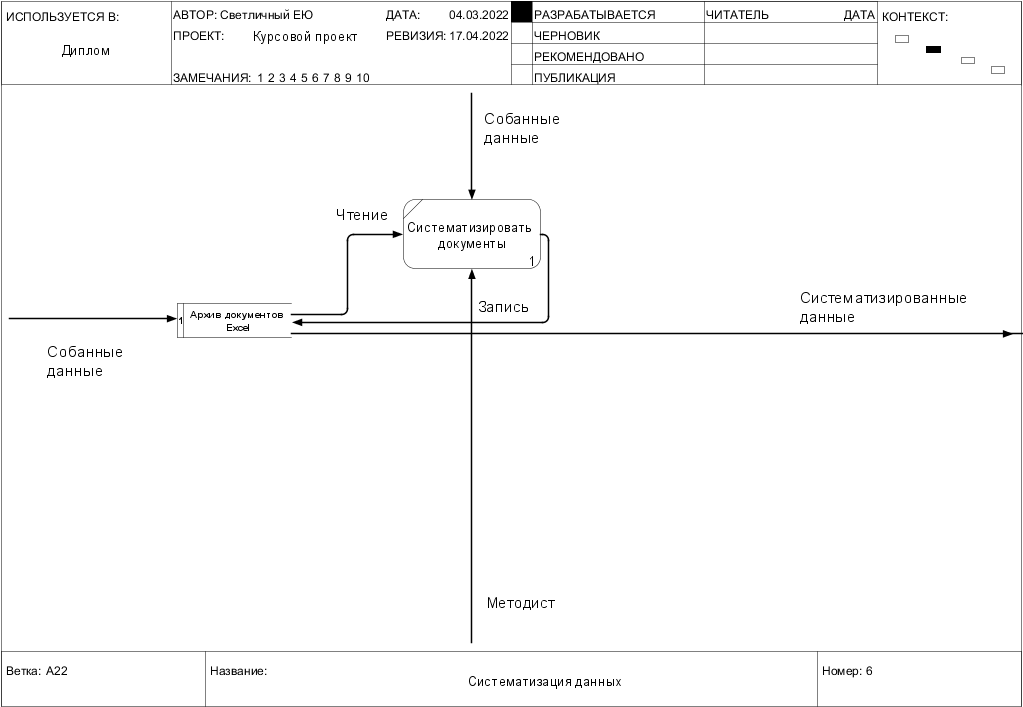 ИСПОЛЬЗУЕТСЯ В:
Диплом
АВТОР: Светличный ЕЮ
ДАТА: 04.03.2022
ПРОЕКТ: Курсовой проект
РЕВИЗИЯ: 17.04.2022
ЗАМЕЧАНИЯ: 1 2 3 4 5 6 7 8 9 10
РАЗРАБАТЫВАЕТСЯ
ЧЕРНОВИК
РЕКОМЕНДОВАНО
ПУБЛИКАЦИЯ
ЧИТАТЕЛЬ ДАТА
КОНТЕКСТ:
Собанные
данные
Чтение
Систематизировать
документы
1
Запись
Архив документов
Excel
1
Систематизированные
данные
Собанные
данные
Методист
Ветка: A22
Название:
Систематизация данных
Номер: 6